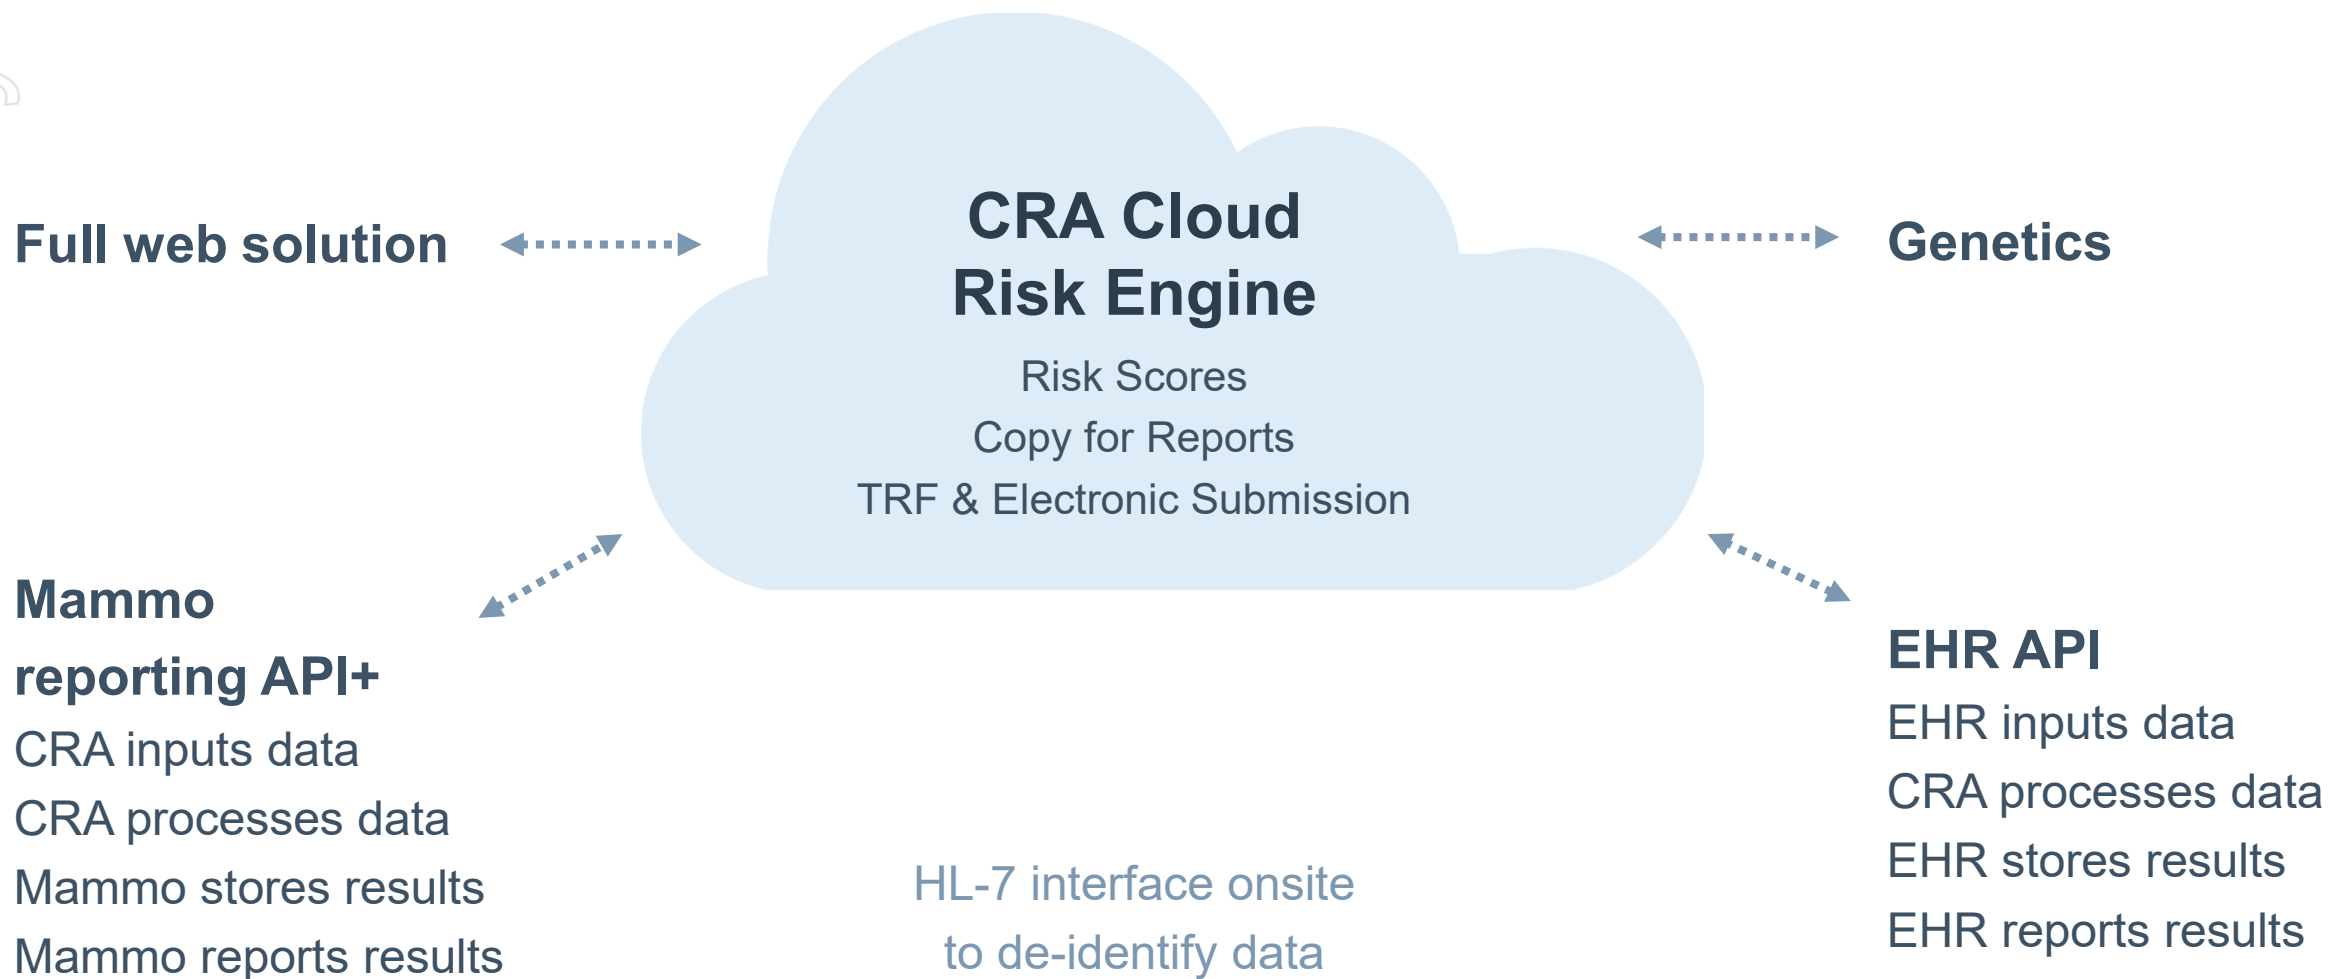 CRA Cloud
Risk Engine
Risk Scores
Copy for Reports
TRF & Electronic Submission
Full web solution
Genetics
Mammo
reporting API+
CRA inputs data
CRA processes data
Mammo stores results
Mammo reports results
HL-7 interface onsite
to de-identify data
EHR API
EHR inputs data
CRA processes data
EHR stores results
EHR reports results